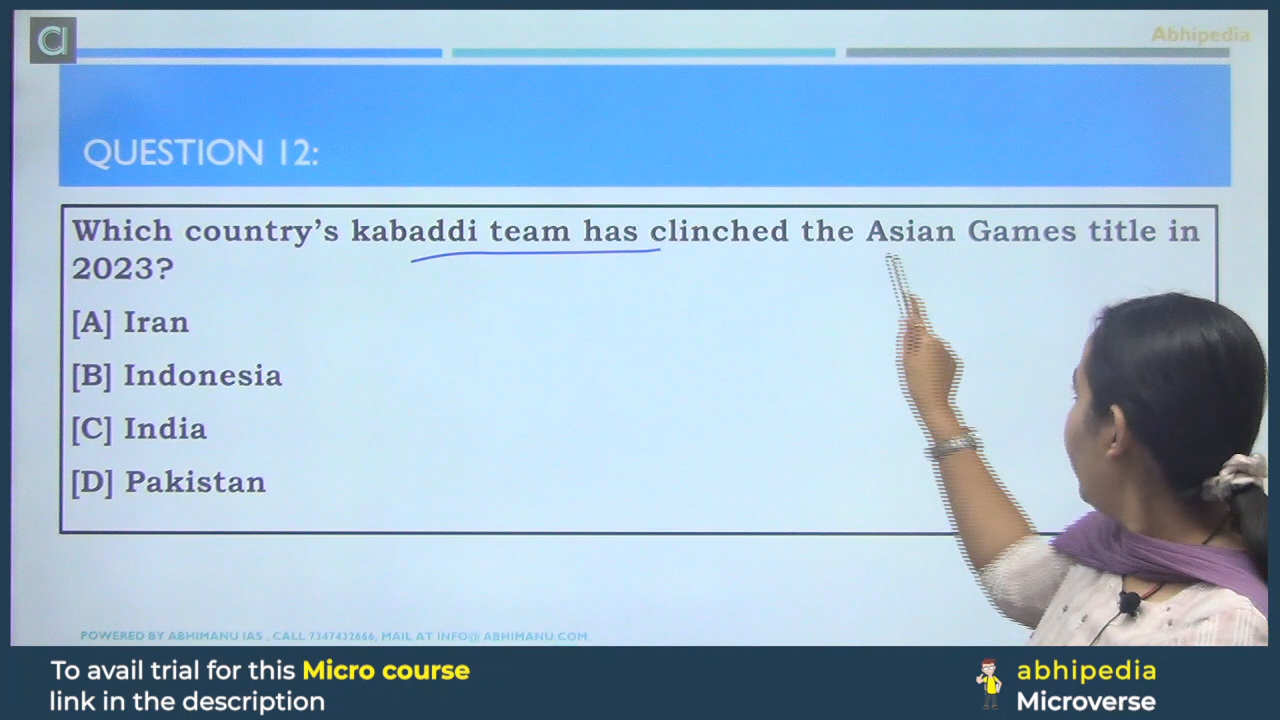 Abhipedia
QUESTION 12:
Which country's kabaddi team has clinched the Asian Games title in
2023?
[A] Iran
[B] Indonesia
[C] India
[D] Pakistan
POWERED BY ABHIMANU IAS , CALL 7347432666, MAIL AT INFO@ ABHIMANU.COM
To avail trial for this Micro course
link in the description
abhipedia
Microverse